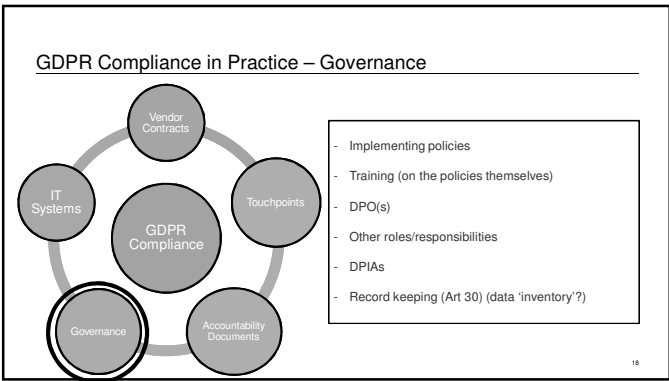 GDPR Compliance in Practice – Governance
Vendor
Contracts
IT
Systems
Touchpoints
GDPR
Compliance
Governance
Accountability
Documents
- Implementing policies
- Training (on the policies themselves)
- DPO(s)
- Other roles/responsibilities
- DPIAs
- Record keeping (Art 30) (data ‘inventory’?)
18